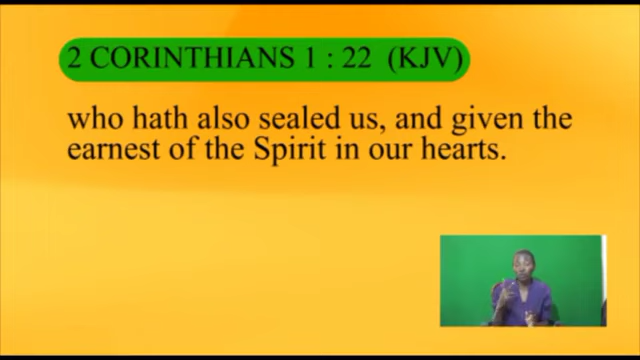 2 CORINTHIANS 1 : 22 (KJV)
who hath also sealed us, and given the
earnest of the Spirit in our hearts.